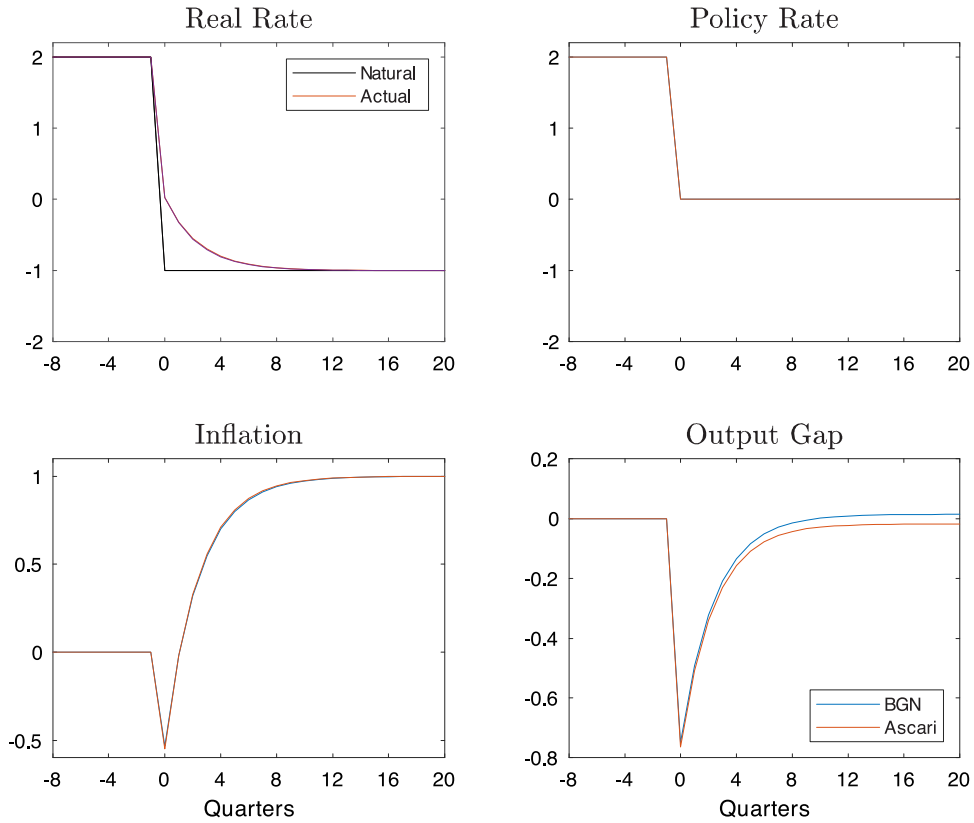 Real Rate
2
1
0
-1
-2
-8 -4 0 4 8 12 16 20
Natural
Actual
Policy Rate
2
1
0
-1
-2
-8 -4 0 4 8 12 16 20
Inflation
1
0.5
0
-0.5
-8 -4 0 4 8 12 16 20
Quarters
Output Gap
0.2
0
-0.2
-0.4
-0.6
-0.8
-8 -4 0 4 8 12 16 20
Quarters
BGN
Ascari